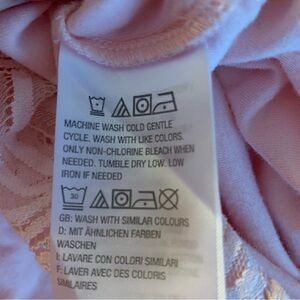 MACHINE WASH COLD GENTLE
CYCLE. WASH WITH LIKE COLORS.
ONLY NON-CHLORINE BLEACH WHEN
NEEDED. TUMBLE DRY LOW. LOW
IRON IF NEEDED
30
GB: WASH WITH SIMILAR COLOURS
D: MIT ÄHNLICHEN FARBEN
WASCHEN
I: LAVARE CON COLORI SIMILARI
F: LAVER AVEC DES COLORIS
SIMILAIRES